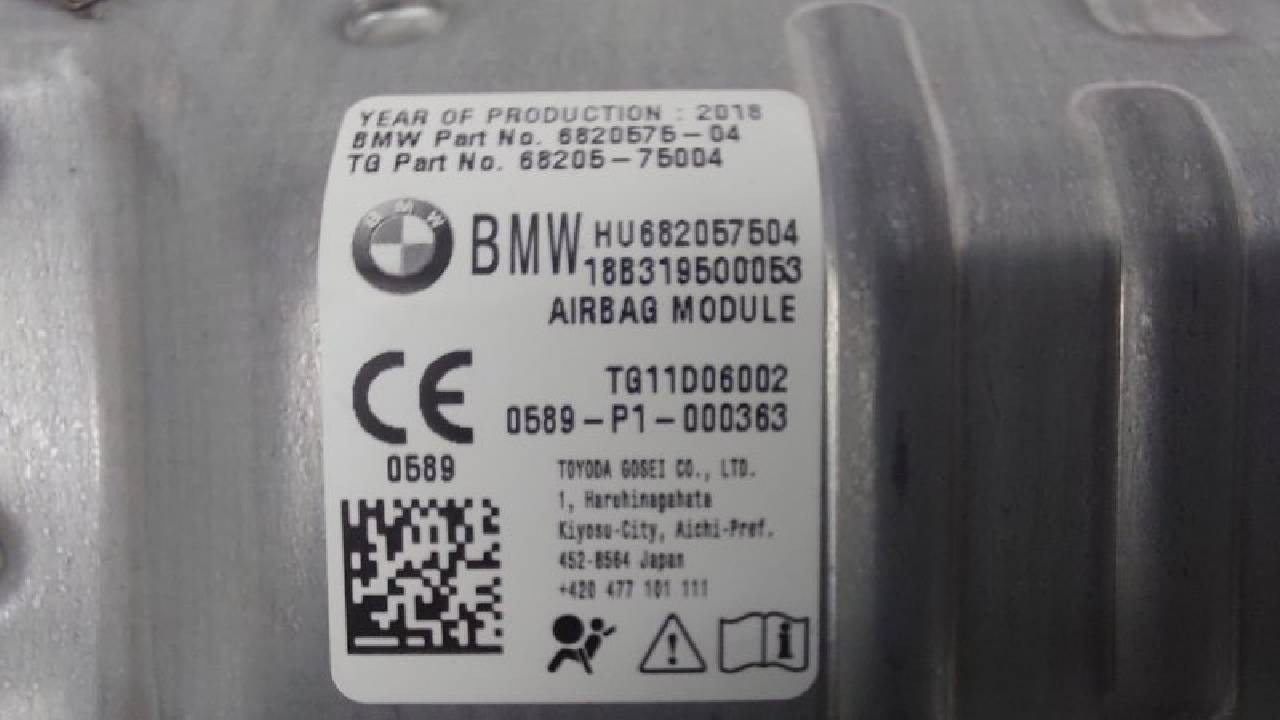 YEAR OF PRODUCTION : 2018
BMW Part No. 6820575-04
TG Part No. 68205-75004
BMW
BMW HU682057504
18B319500053
AIRBAG MODULE
CE TG11D06002
0589-P1-000363
0589
TOYODA GOSEI CO., LTD.
1, Haruhinagahata
Kiyosu-City, Aichi-Pref.
452-8564 Japan
+420 477 101 111